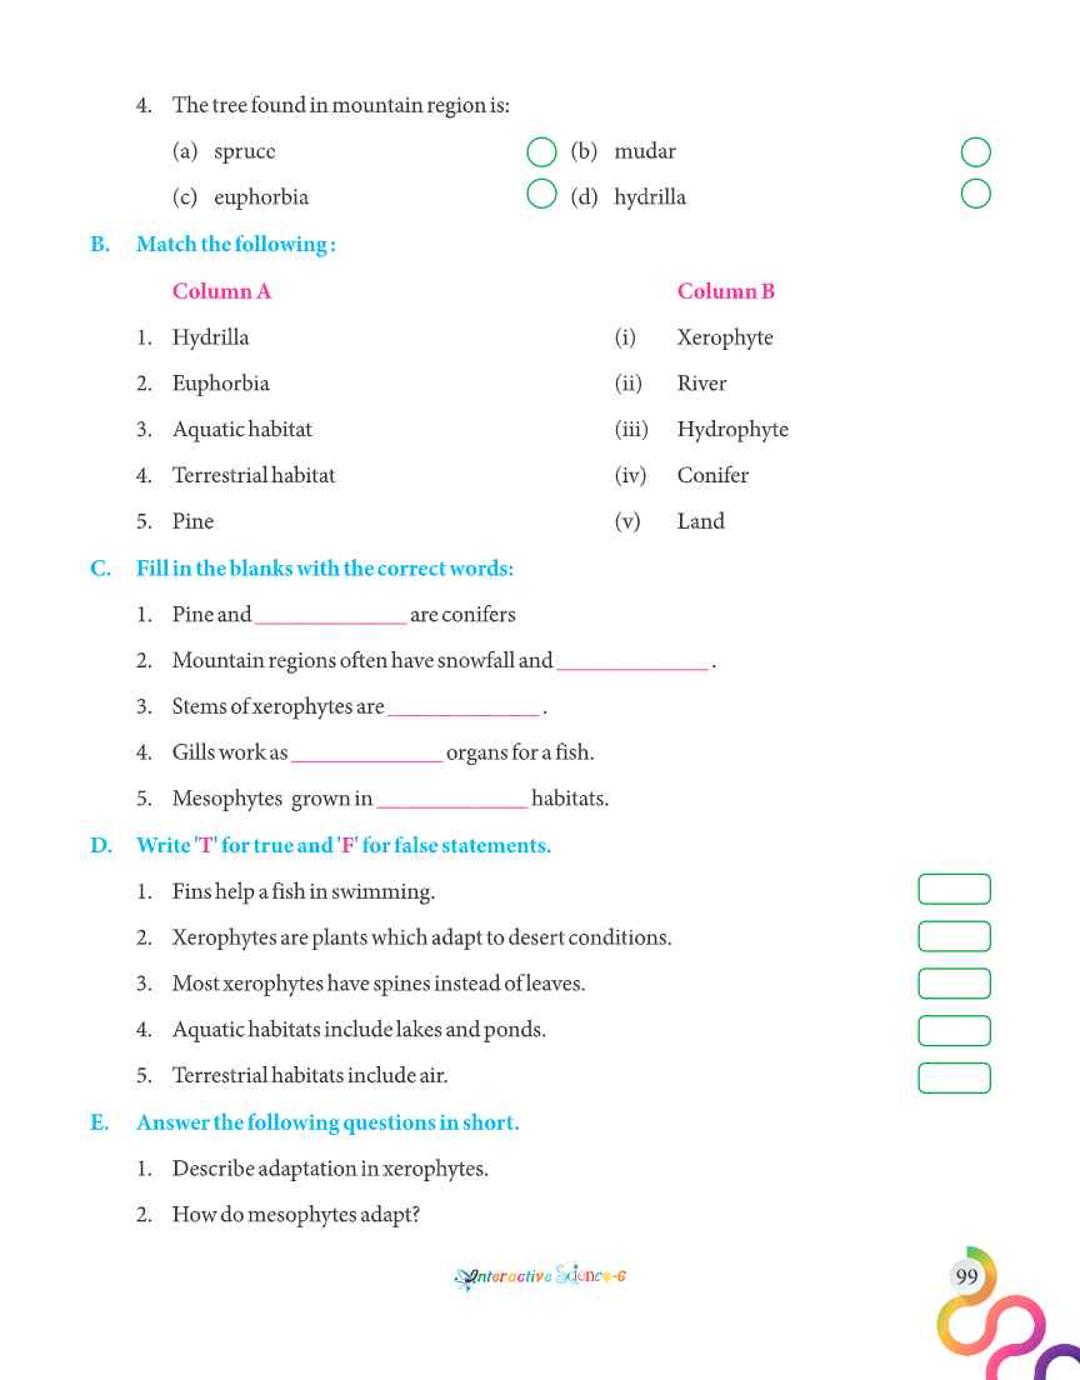 4. The tree found in mountain region is:
(a) spruce (b) mudar
(c) euphorbia (d) hydrilla
B. Match the following :
Column A Column B
1. Hydrilla (i) Xerophyte
2. Euphorbia (ii) River
3. Aquatic habitat (iii) Hydrophyte
4. Terrestrial habitat (iv) Conifer
5. Pine (v) Land
C. Fill in the blanks with the correct words:
1. Pine and ______________ are conifers
2. Mountain regions often have snowfall and ______________ .
3. Stems of xerophytes are ______________ .
4. Gills work as ______________ organs for a fish.
5. Mesophytes grown in ______________ habitats.
D. Write 'T' for true and 'F' for false statements.
1. Fins help a fish in swimming.
2. Xerophytes are plants which adapt to desert conditions.
3. Most xerophytes have spines instead of leaves.
4. Aquatic habitats include lakes and ponds.
5. Terrestrial habitats include air.
E. Answer the following questions in short.
1. Describe adaptation in xerophytes.
2. How do mesophytes adapt?
Interactive Science-6
99